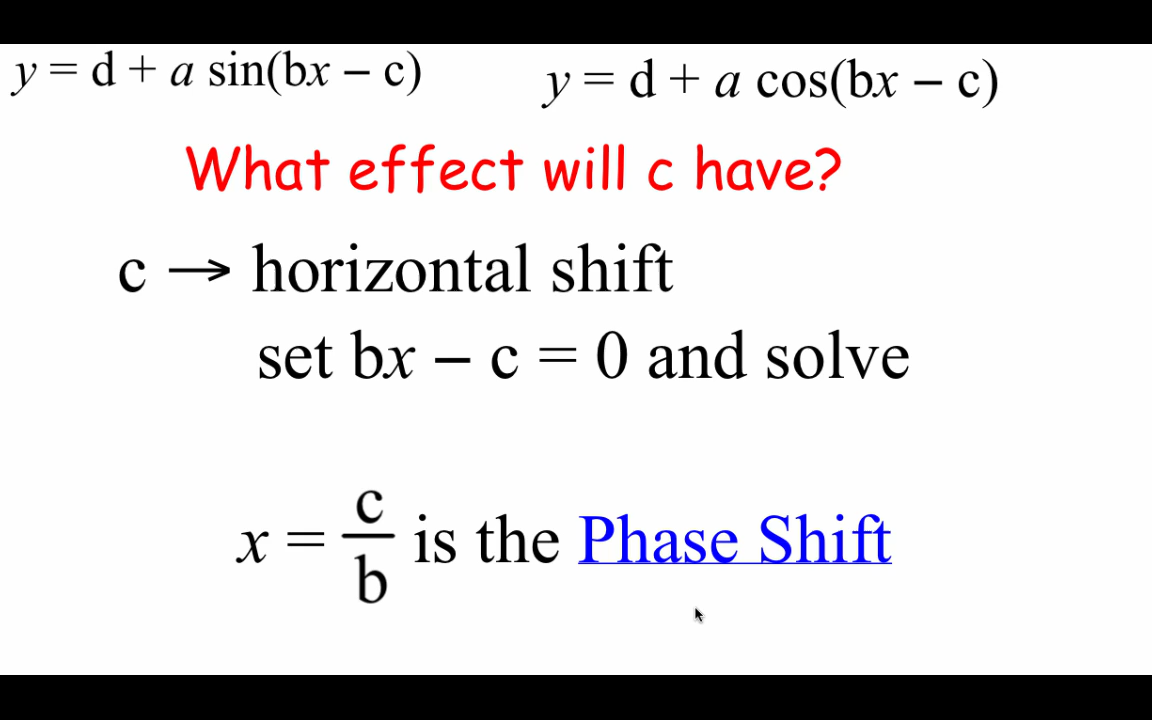 y = d + a sin(bx − c)
y = d + a cos(bx − c)
What effect will c have?
c → horizontal shift
set bx − c = 0 and solve
x = c/b is the Phase Shift